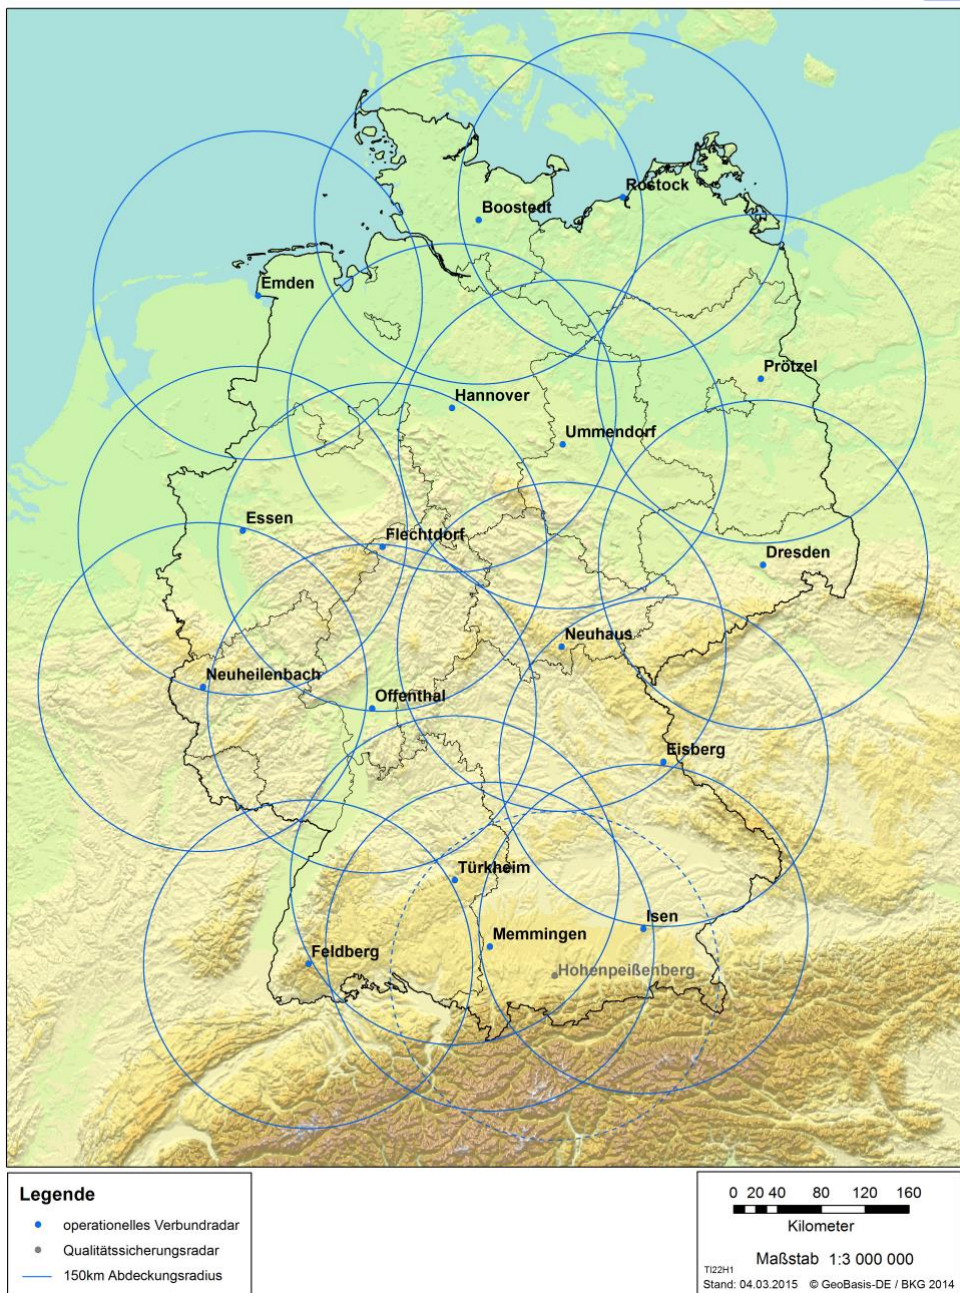 Rostock
Boostedt
Emden
Prötzel
Hannover
Ummendorf
Essen
Flechtdorf
Dresden
Neuhaus
Neuheilenbach
Offenthal
Eisberg
Türkheim
Isen
Memmingen
Feldberg
Hohenpeißenberg
Legende
operationelles Verbundradar
Qualitätssicherungsradar
150km Abdeckungsradius
0 20 40 80 120 160
Kilometer
Maßstab 1:3 000 000
TI22H1
Stand: 04.03.2015 © GeoBasis-DE / BKG 2014